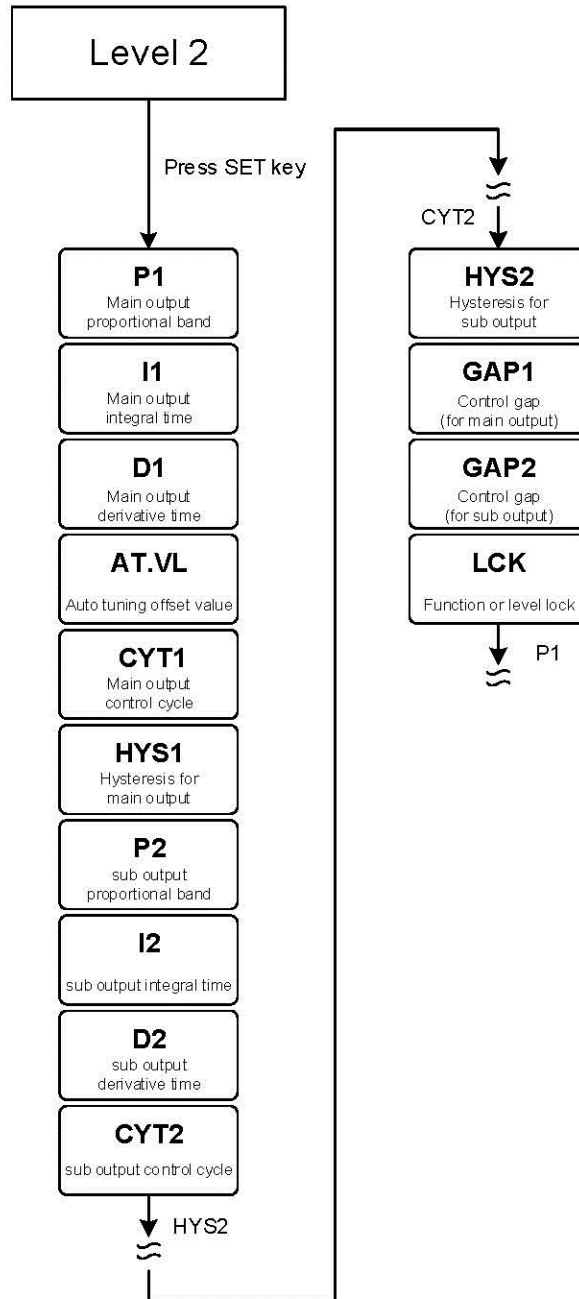 Level 2
Press SET key
P1
Main output
proportional band
I1
Main output
integral time
D1
Main output
derivative time
AT.VL
Auto tuning offset value
CYT1
Main output
control cycle
HYS1
Hysteresis for
main output
P2
sub output
proportional band
I2
sub output integral time
D2
sub output
derivative time
CYT2
sub output control cycle
HYS2
CYT2
HYS2
Hysteresis for
sub output
GAP1
Control gap
(for main output)
GAP2
Control gap
(for sub output)
LCK
Function or level lock
P1